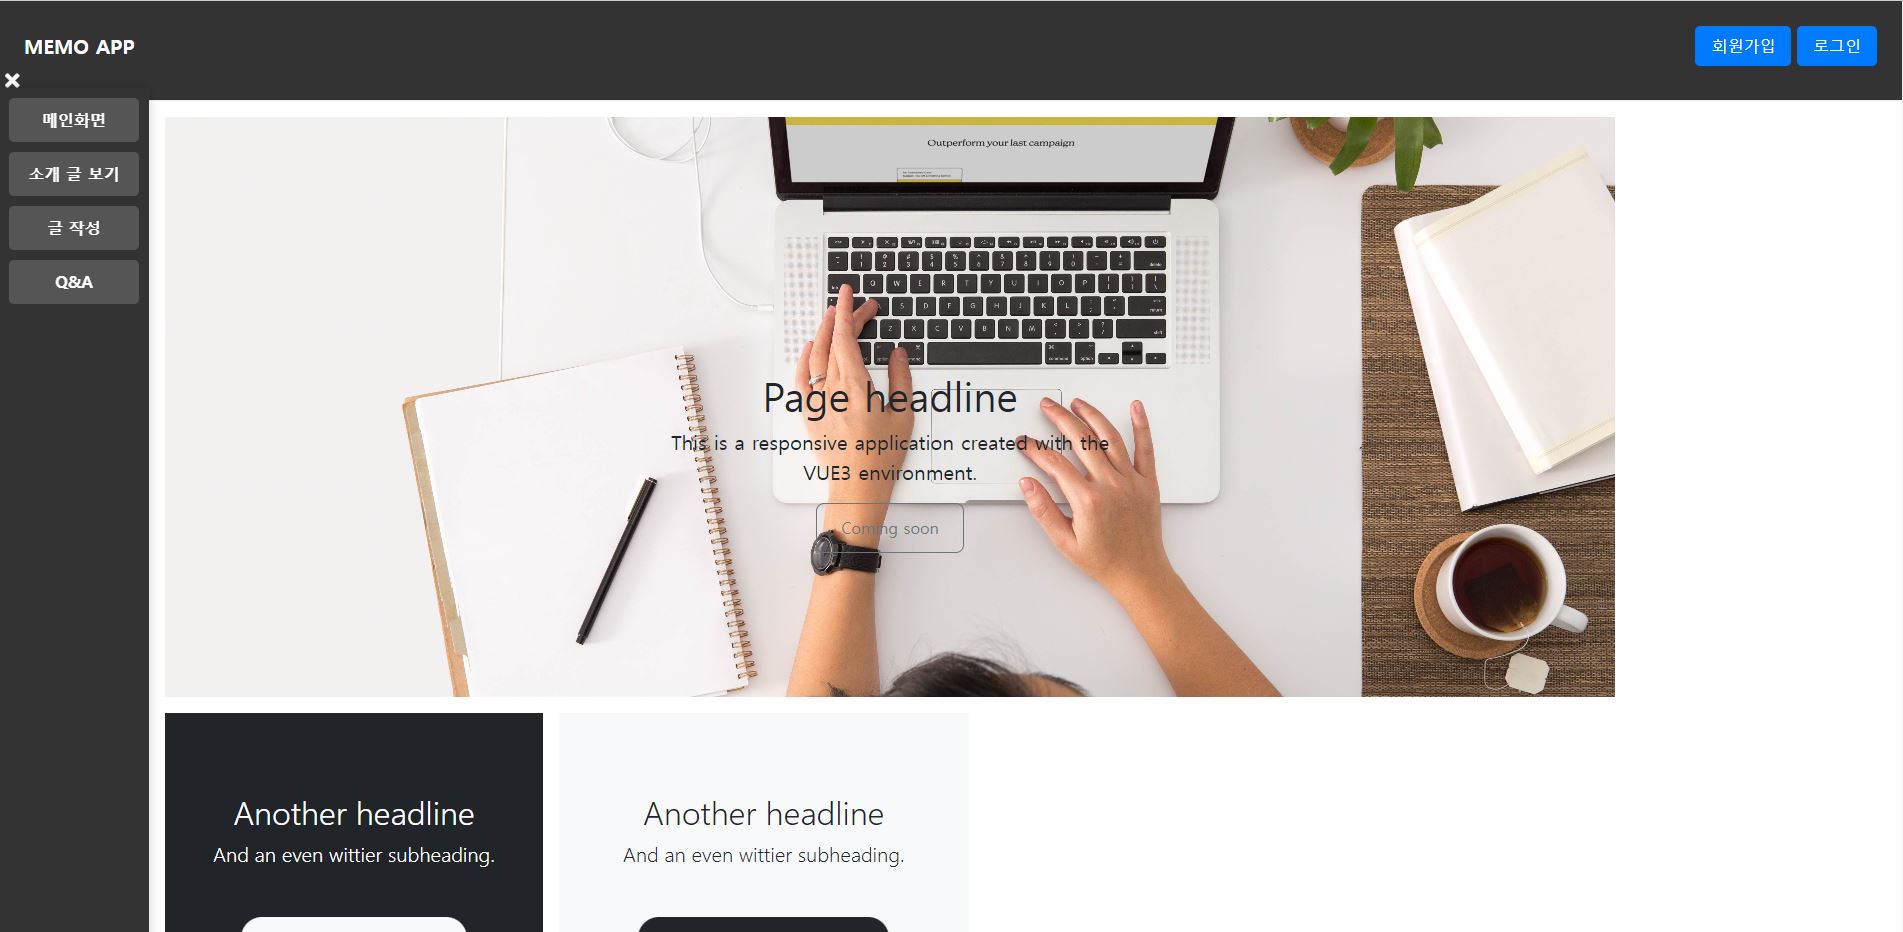 MEMO APP
회원가입 로그인
메인화면
소개 글 보기
글 작성
Q&A
Outperform your last campaign
Page headline
This is a responsive application created with the
VUE3 environment.
Coming soon
Another headline
And an even wittier subheading.
Another headline
And an even wittier subheading.